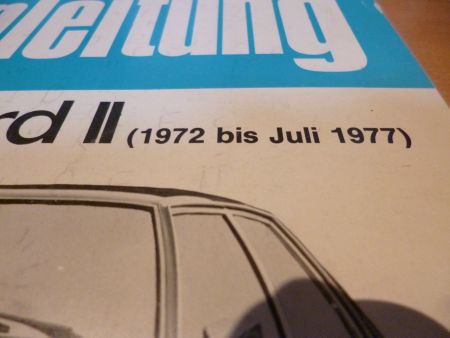 leitung
rd II (1972 bis Juli 1977)